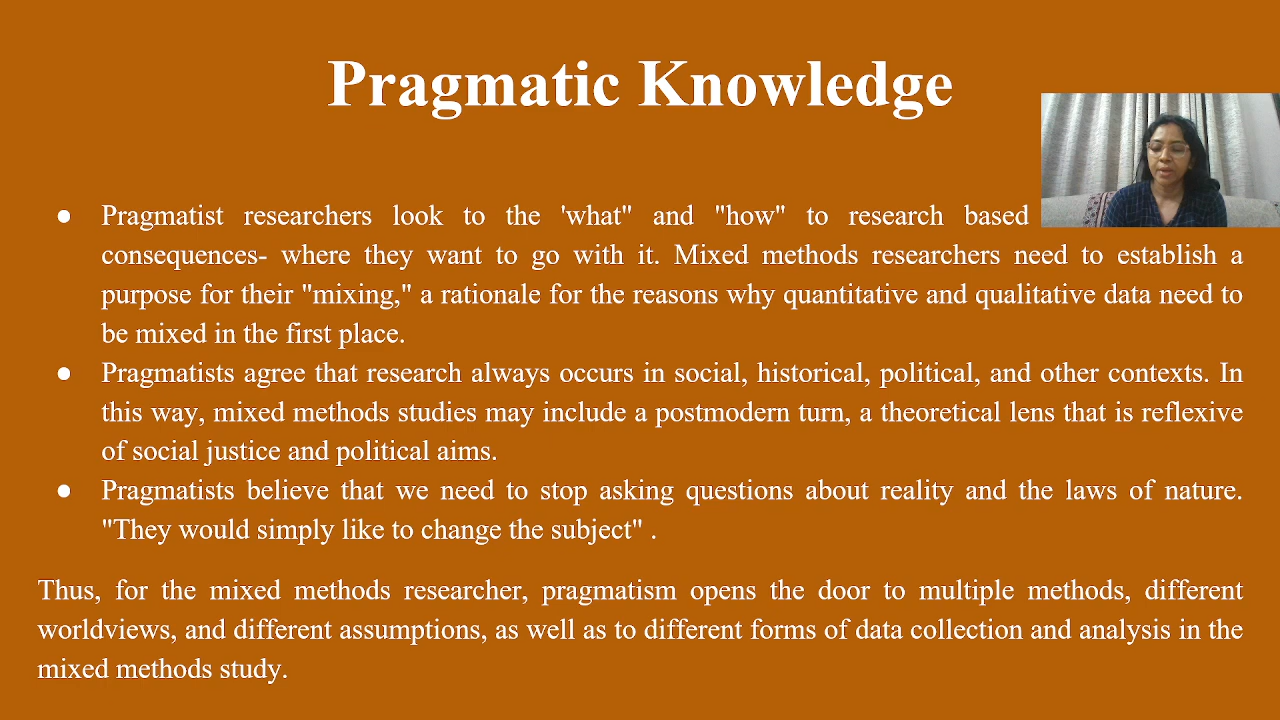 Pragmatic Knowledge
● Pragmatist researchers look to the 'what" and "how" to research based
consequences- where they want to go with it. Mixed methods researchers need to establish a
purpose for their "mixing," a rationale for the reasons why quantitative and qualitative data need to
be mixed in the first place.
● Pragmatists agree that research always occurs in social, historical, political, and other contexts. In
this way, mixed methods studies may include a postmodern turn, a theoretical lens that is reflexive
of social justice and political aims.
● Pragmatists believe that we need to stop asking questions about reality and the laws of nature.
"They would simply like to change the subject" .
Thus, for the mixed methods researcher, pragmatism opens the door to multiple methods, different
worldviews, and different assumptions, as well as to different forms of data collection and analysis in the
mixed methods study.